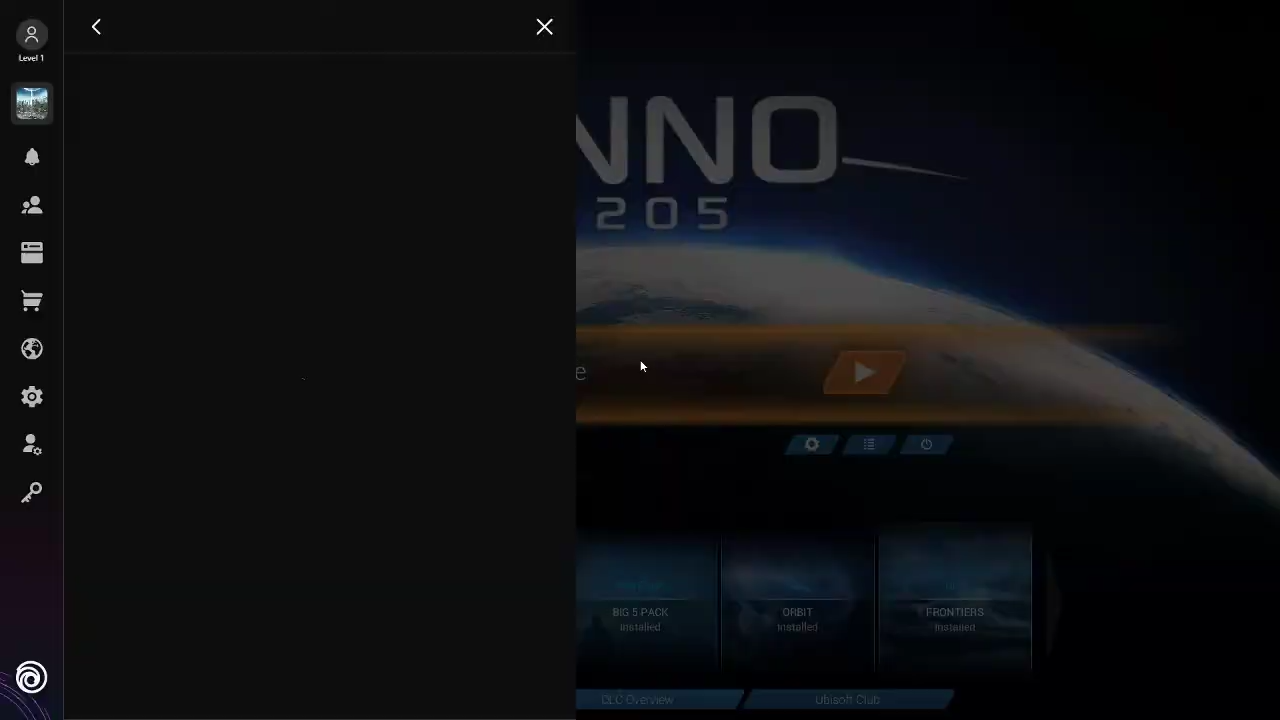 Level 1
NNO
205
e
BIG 5 PACK
Installed
ORBIT
Installed
FRONTIERS
Installed
DLC Overview
Ubisoft Club